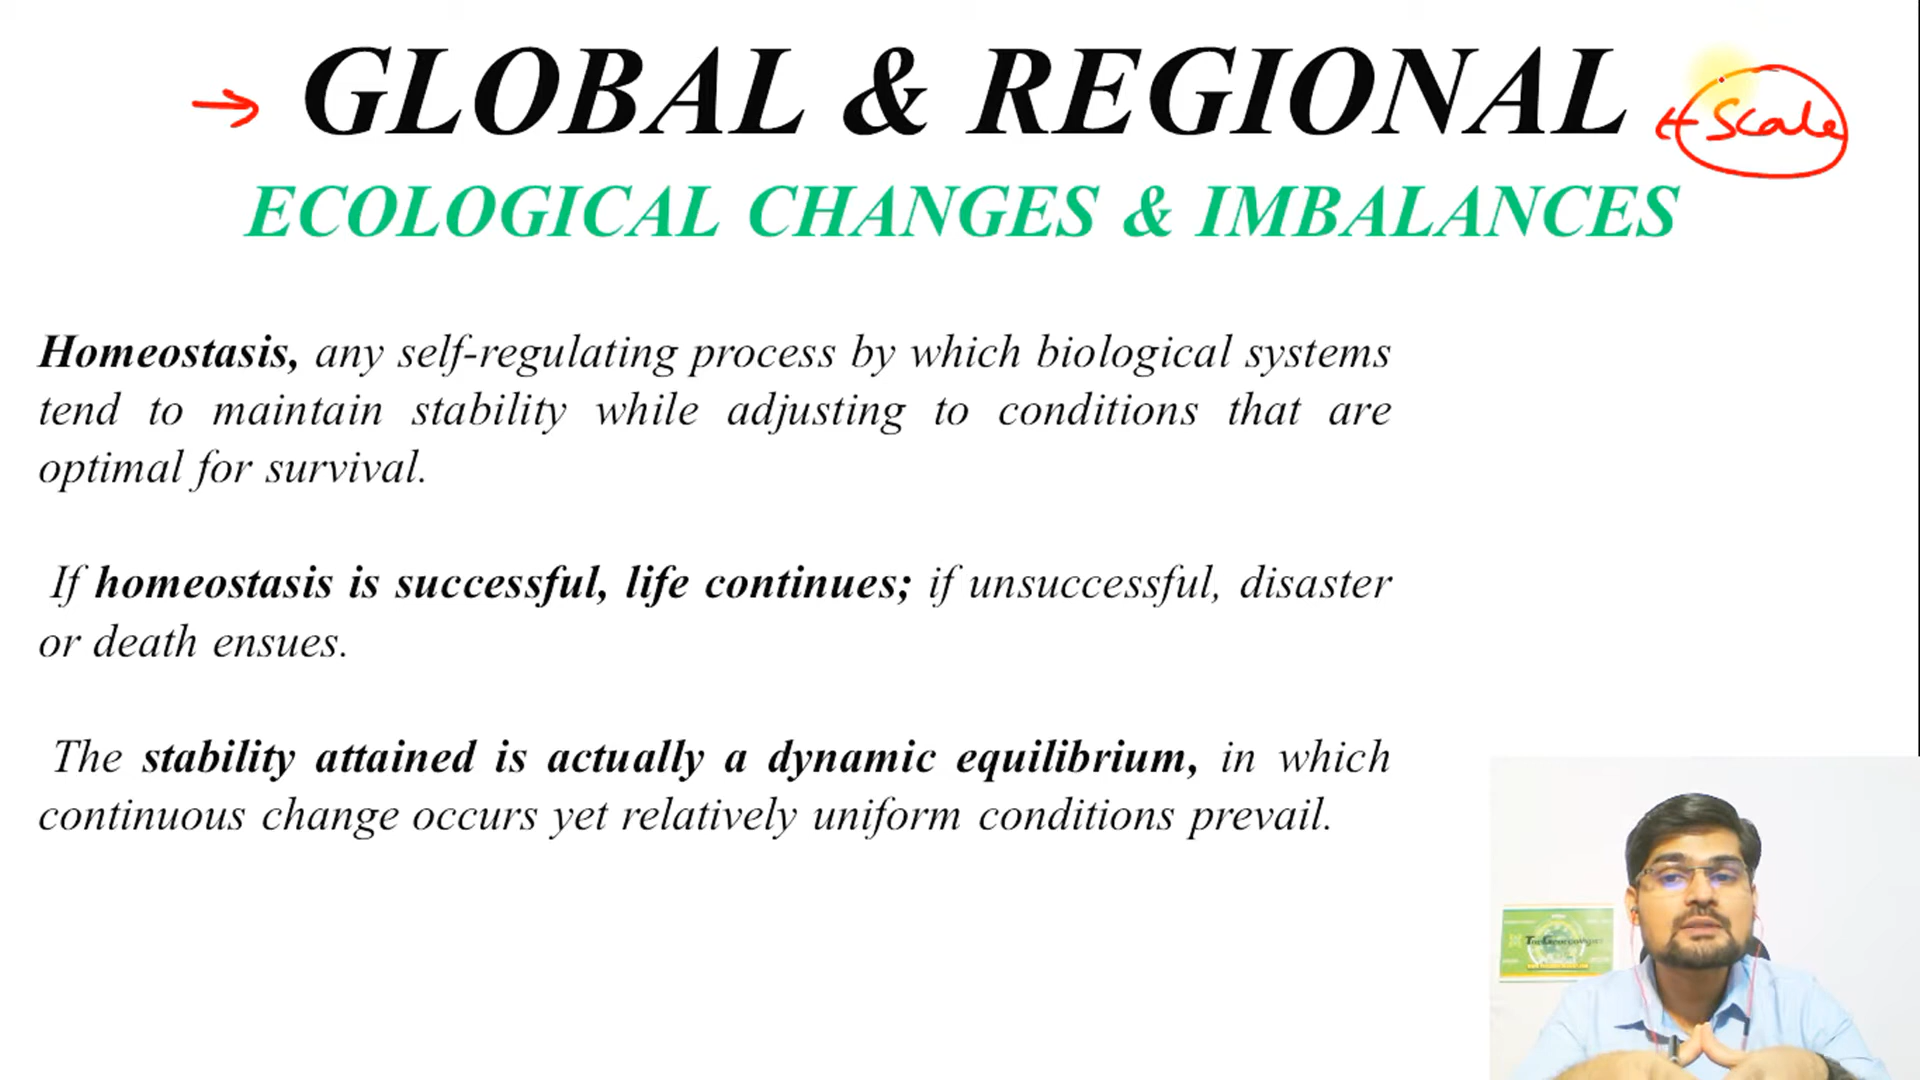 GLOBAL & REGIONAL
Scale
ECOLOGICAL CHANGES & IMBALANCES
Homeostasis, any self-regulating process by which biological systems
tend to maintain stability while adjusting to conditions that are
optimal for survival.
If homeostasis is successful, life continues; if unsuccessful, disaster
or death ensues.
The stability attained is actually a dynamic equilibrium, in which
continuous change occurs yet relatively uniform conditions prevail.